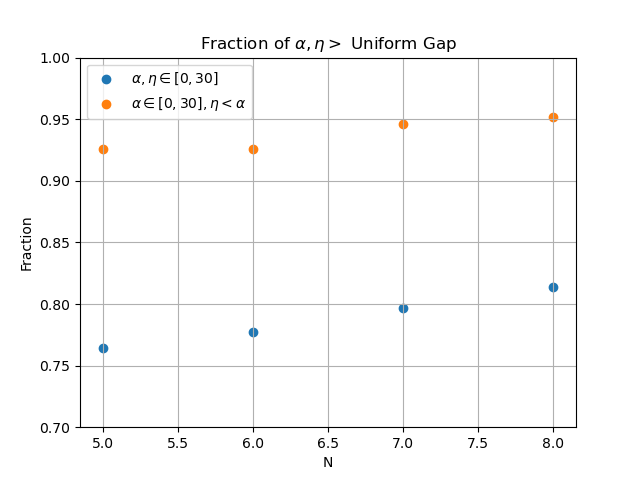 Fraction of α, η > Uniform Gap
α, η ∈ [0, 30]
α ∈ [0, 30], η < α
1.00
0.95
0.90
0.85
0.80
0.75
0.70
Fraction
5.0 5.5 6.0 6.5 7.0 7.5 8.0
N